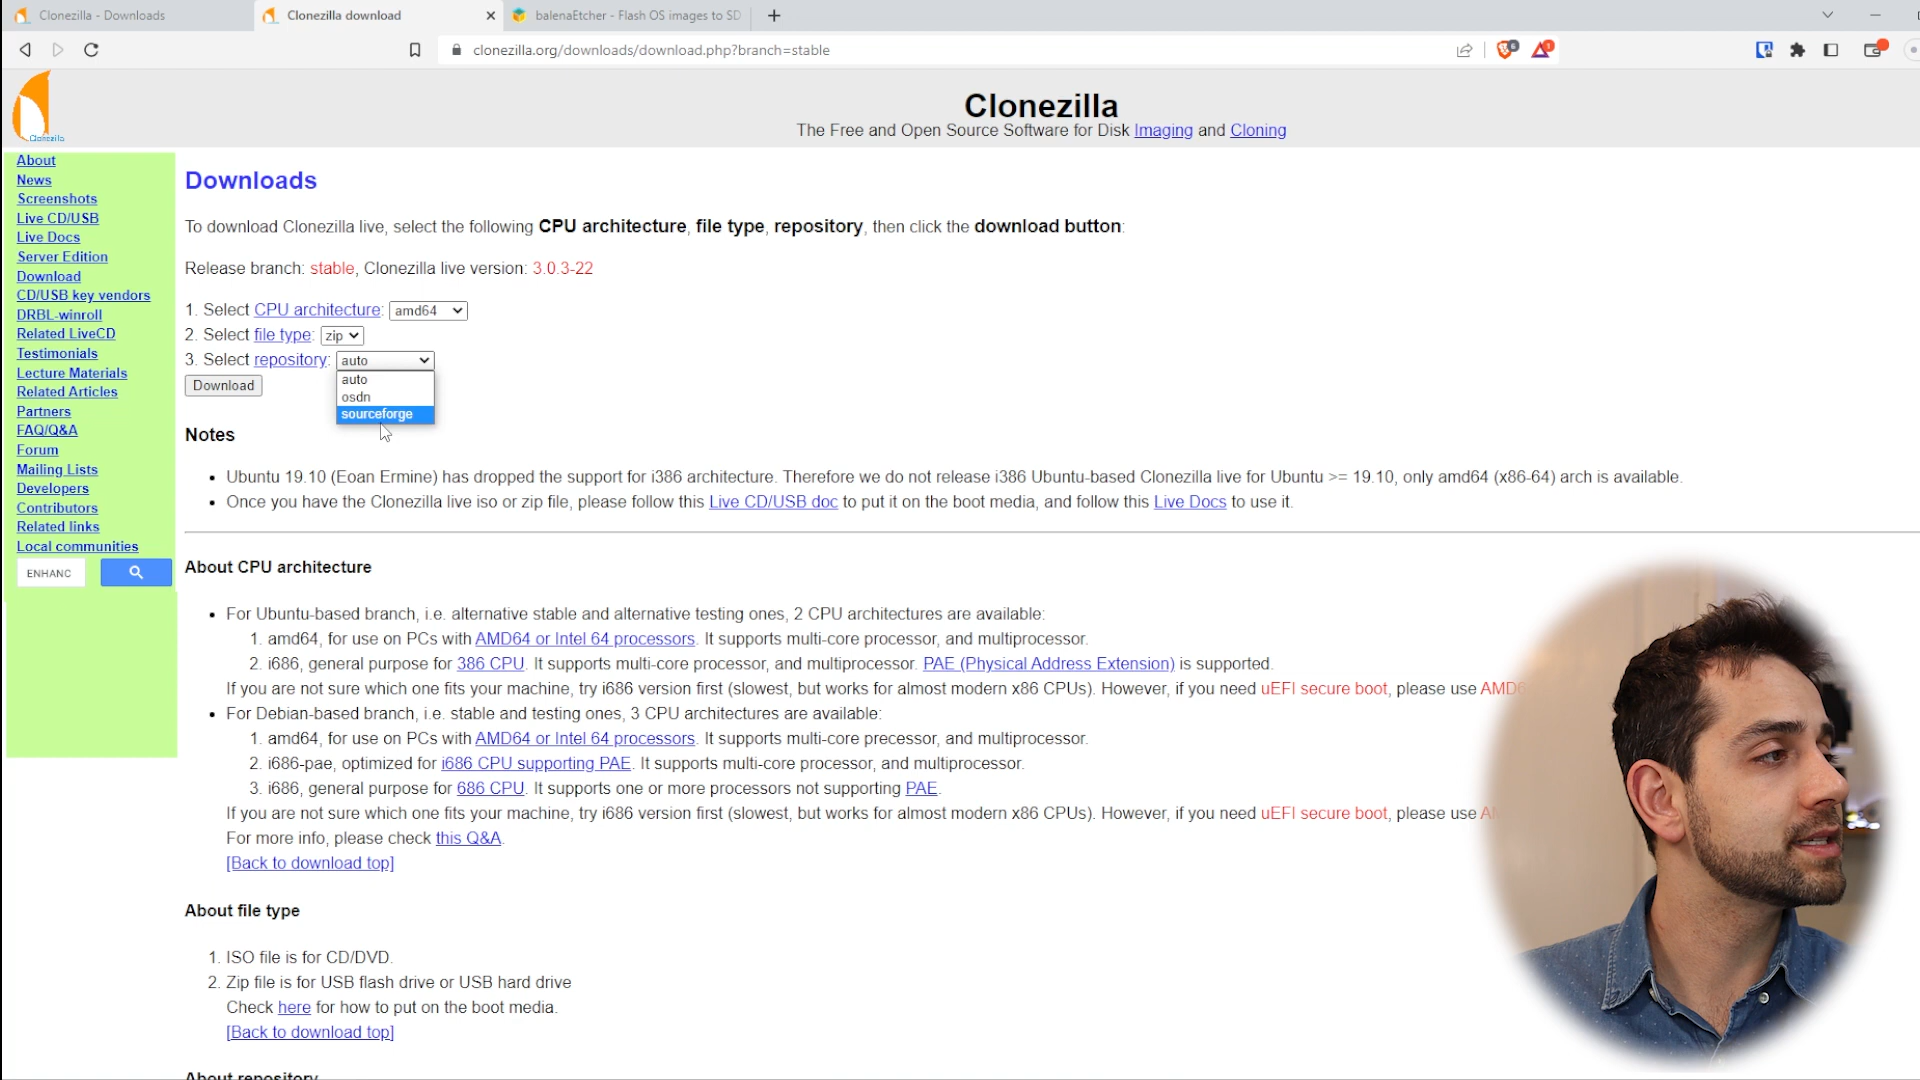 Clonezilla - Downloads
Clonezilla download
balenaEtcher - Flash OS images to SD
clonezilla.org/downloads/download.php?branch=stable
6
1
Clonezilla
Clonezilla
The Free and Open Source Software for Disk Imaging and Cloning
About
News
Screenshots
Live CD/USB
Live Docs
Server Edition
Download
CD/USB key vendors
DRBL-winroll
Related LiveCD
Testimonials
Lecture Materials
Related Articles
Partners
FAQ/Q&A
Forum
Mailing Lists
Developers
Contributors
Related links
Local communities
ENHANC
Downloads
To download Clonezilla live, select the following CPU architecture, file type, repository, then click the download button:
Release branch: stable, Clonezilla live version: 3.0.3-22
1. Select CPU architecture: amd64
2. Select file type: zip
3. Select repository: auto
auto
osdn
sourceforge
Download
Notes
• Ubuntu 19.10 (Eoan Ermine) has dropped the support for i386 architecture. Therefore we do not release i386 Ubuntu-based Clonezilla live for Ubuntu >= 19.10, only amd64 (x86-64) arch is available.
• Once you have the Clonezilla live iso or zip file, please follow this Live CD/USB doc to put it on the boot media, and follow this Live Docs to use it.
About CPU architecture
• For Ubuntu-based branch, i.e. alternative stable and alternative testing ones, 2 CPU architectures are available:
1. amd64, for use on PCs with AMD64 or Intel 64 processors. It supports multi-core processor, and multiprocessor.
2. i686, general purpose for 386 CPU. It supports multi-core processor, and multiprocessor. PAE (Physical Address Extension) is supported.
If you are not sure which one fits your machine, try i686 version first (slowest, but works for almost modern x86 CPUs). However, if you need uEFI secure boot, please use AMD6
• For Debian-based branch, i.e. stable and testing ones, 3 CPU architectures are available:
1. amd64, for use on PCs with AMD64 or Intel 64 processors. It supports multi-core precessor, and multiprocessor.
2. i686-pae, optimized for i686 CPU supporting PAE. It supports multi-core processor, and multiprocessor.
3. i686, general purpose for 686 CPU. It supports one or more processors not supporting PAE.
If you are not sure which one fits your machine, try i686 version first (slowest, but works for almost modern x86 CPUs). However, if you need uEFI secure boot, please use AM
For more info, please check this Q&A.
[Back to download top]
About file type
1. ISO file is for CD/DVD.
2. Zip file is for USB flash drive or USB hard drive
Check here for how to put on the boot media.
[Back to download top]
About repository